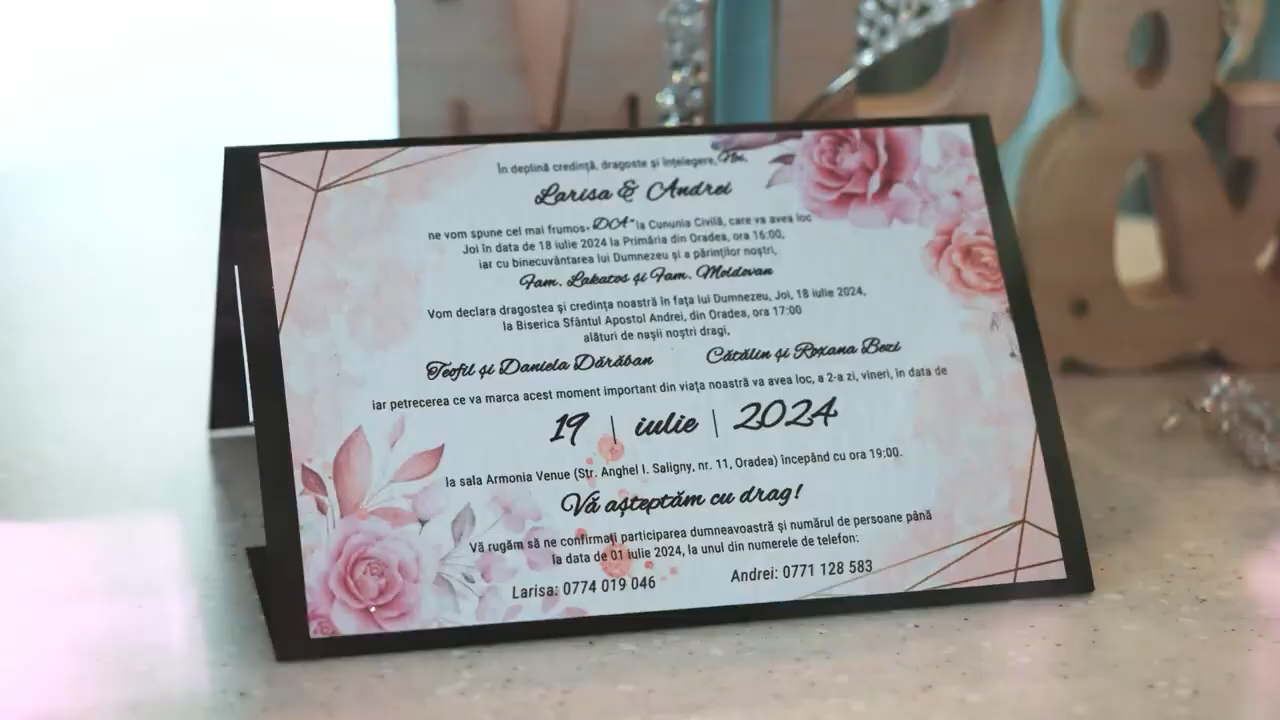 În deplină credință, dragoste și înțelegere, Noi,
Larisa & Andrei
ne vom spune cel mai frumos „DA” la Cununia Civilă, care va avea loc
Joi în data de 18 iulie 2024 la Primăria din Oradea, ora 16:00,
iar cu binecuvântarea lui Dumnezeu și a părinților noștri,
Fam. Lakatos și Fam. Moldovan
Vom declara dragostea și credința noastră în fața lui Dumnezeu, Joi, 18 iulie 2024,
la Biserica Sfântul Apostol Andrei, din Oradea, ora 17:00
alături de nașii noștri dragi,
Teofil și Daniela Dărăban Cătălin și Roxana Bozi
iar petrecerea ce va marca acest moment important din viața noastră va avea loc, a 2-a zi, vineri, în data de
19 | iulie | 2024
la sala Armonia Venue (Str. Anghel I. Saligny, nr. 11, Oradea) începând cu ora 19:00.
Vă așteptăm cu drag!
Vă rugăm să ne confirmați participarea dumneavoastră și numărul de persoane până
la data de 01 iulie 2024, la unul din numerele de telefon:
Larisa: 0774 019 046 Andrei: 0771 128 583
&